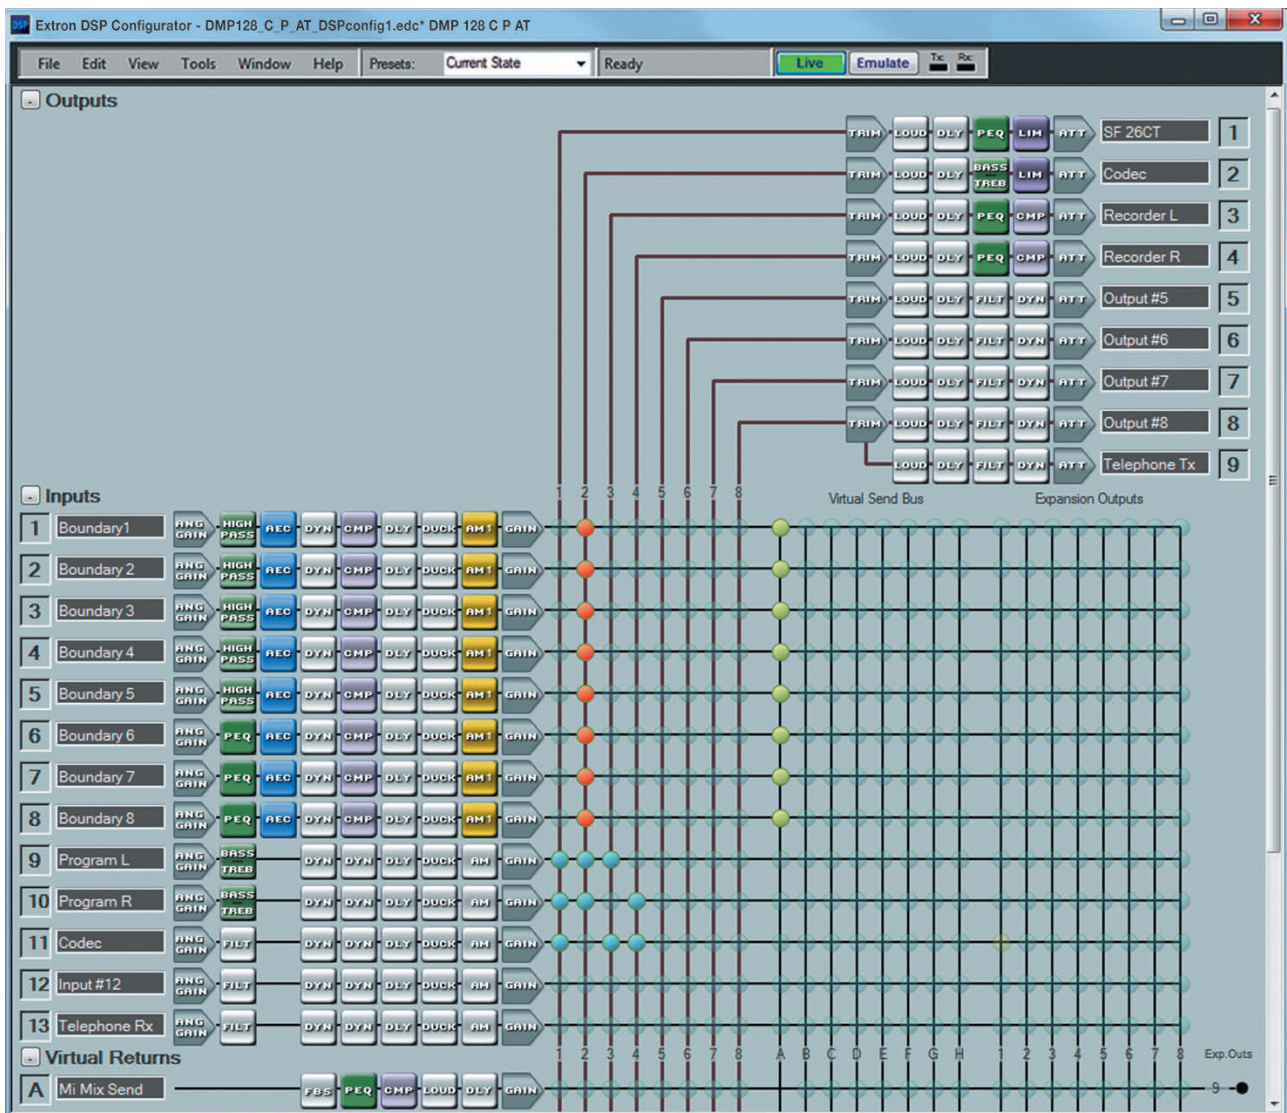 DSP Extron DSP Configurator - DMP128_C_P_AT_DSPconfig1.edc* DMP 128 C P AT
File Edit View Tools Window Help Presets: Current State Ready Live Emulate Tx: Rx:
- Outputs
TRIM LOUD DLY PEQ LIM ATT SF 26CT 1
TRIM LOUD DLY BASS TREB LIM ATT Codec 2
TRIM LOUD DLY PEQ CMP ATT Recorder L 3
TRIM LOUD DLY PEQ CMP ATT Recorder R 4
TRIM LOUD DLY FILT DYN ATT Output #5 5
TRIM LOUD DLY FILT DYN ATT Output #6 6
TRIM LOUD DLY FILT DYN ATT Output #7 7
TRIM LOUD DLY FILT DYN ATT Output #8 8
LOUD DLY FILT DYN ATT Telephone Tx 9
- Inputs 1 2 3 4 5 6 7 8 Virtual Send Bus Expansion Outputs
1 Boundary1 ANG GAIN HIGH PASS AEC DYN CMP DLY DUCK AM1 GAIN
2 Boundary 2 ANG GAIN HIGH PASS AEC DYN CMP DLY DUCK AM1 GAIN
3 Boundary 3 ANG GAIN HIGH PASS AEC DYN CMP DLY DUCK AM1 GAIN
4 Boundary 4 ANG GAIN HIGH PASS AEC DYN CMP DLY DUCK AM1 GAIN
5 Boundary 5 ANG GAIN HIGH PASS AEC DYN CMP DLY DUCK AM1 GAIN
6 Boundary 6 ANG GAIN PEQ AEC DYN CMP DLY DUCK AM1 GAIN
7 Boundary 7 ANG GAIN PEQ AEC DYN CMP DLY DUCK AM1 GAIN
8 Boundary 8 ANG GAIN PEQ AEC DYN CMP DLY DUCK AM1 GAIN
9 Program L ANG GAIN BASS TREB DYN DYN DLY DUCK AM GAIN
10 Program R ANG GAIN BASS TREB DYN DYN DLY DUCK AM GAIN
11 Codec ANG GAIN FILT DYN DYN DLY DUCK AM GAIN
12 Input #12 ANG GAIN FILT DYN DYN DLY DUCK AM GAIN
13 Telephone Rx ANG GAIN FILT DYN DYN DLY DUCK AM GAIN
- Virtual Returns 1 2 3 4 5 6 7 8 A B C D E F G H 1 2 3 4 5 6 7 8 Exp.Outs
A Mi Mix Send FBS PEQ CMP LOUD DLY GAIN 9